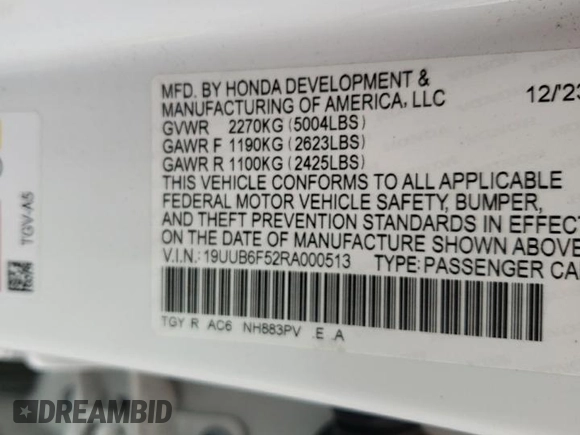 MFD. BY HONDA DEVELOPMENT &
MANUFACTURING OF AMERICA, LLC 12/23
GVWR 2270KG (5004LBS)
GAWR F 1190KG (2623LBS)
GAWR R 1100KG (2425LBS)
THIS VEHICLE CONFORMS TO ALL APPLICABLE
FEDERAL MOTOR VEHICLE SAFETY, BUMPER,
AND THEFT PREVENTION STANDARDS IN EFFECT
ON THE DATE OF MANUFACTURE SHOWN ABOVE
V.I.N.: 19UUB6F52RA000513 TYPE: PASSENGER CA
TGY R AC6 NH883PV .E .A
TGV-A5
DREAMBID